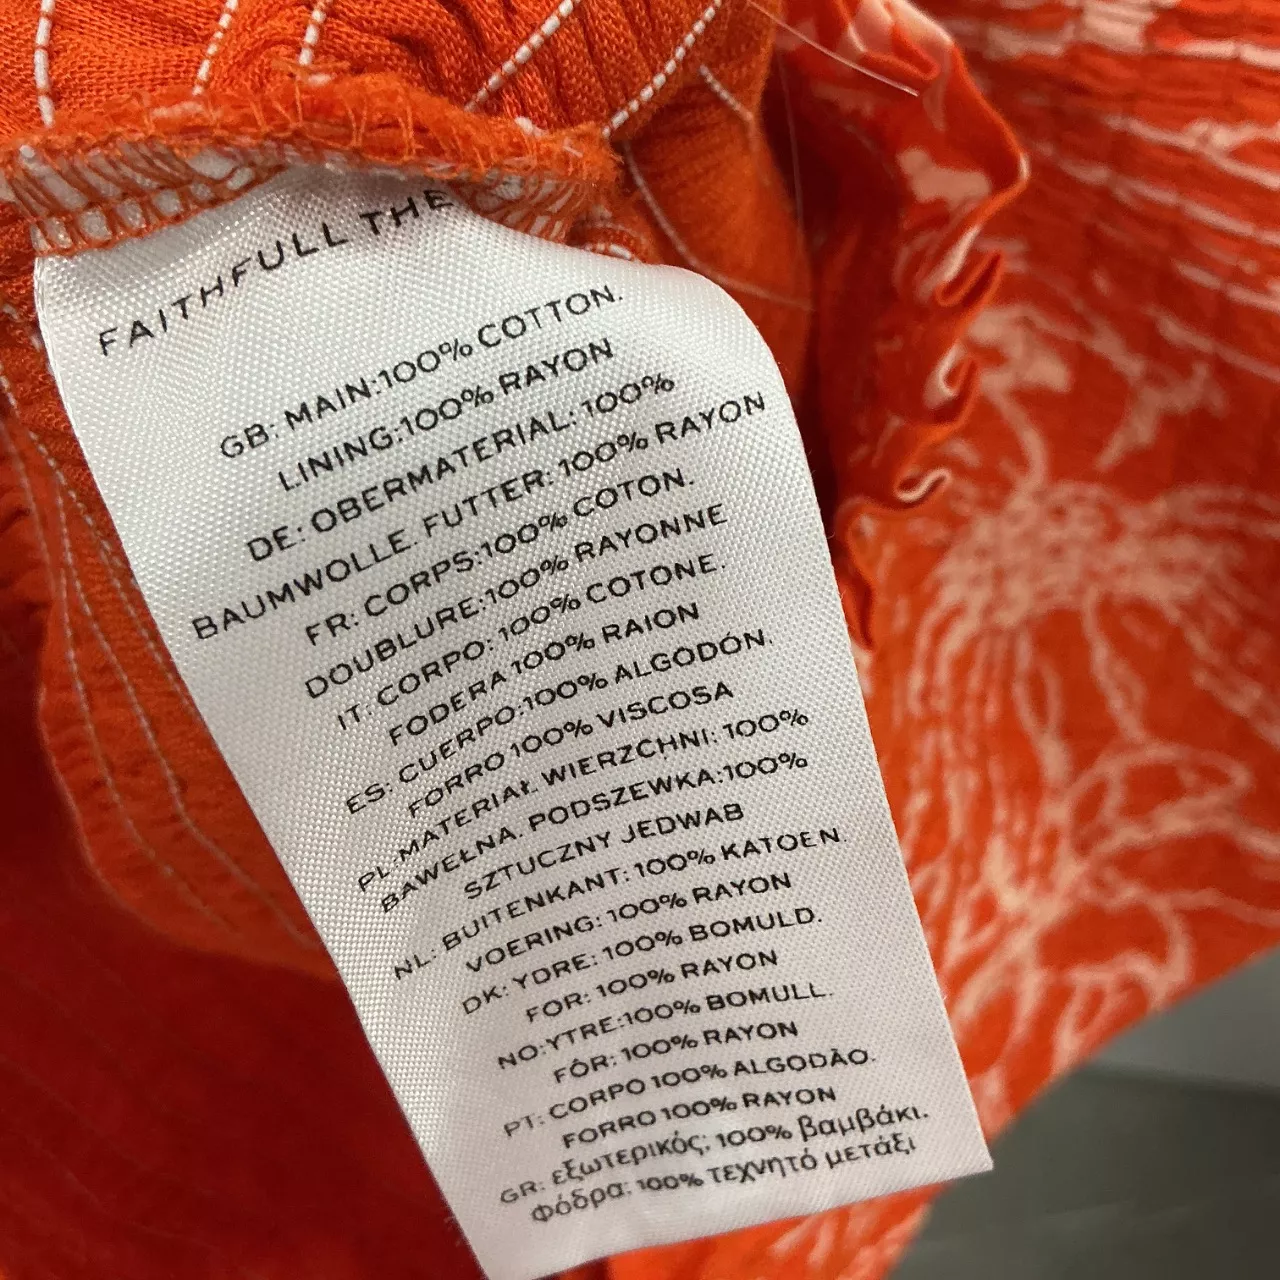 FAITHFULL THE
GB: MAIN:100% COTTON.
LINING:100% RAYON
DE: OBERMATERIAL: 100%
BAUMWOLLE. FUTTER: 100% RAYON
FR: CORPS:100% COTON.
DOUBLURE:100% RAYONNE
IT: CORPO: 100% COTONE.
FODERA 100% RAION
ES: CUERPO:100% ALGODÓN.
FORRO 100% VISCOSA
PL:MATERIAŁ WIERZCHNI: 100%
BAWEŁNA. PODSZEWKA:100%
SZTUCZNY JEDWAB
NL: BUITENKANT: 100% KATOEN.
VOERING: 100% RAYON
DK: YDRE: 100% BOMULD.
FOR: 100% RAYON
NO:YTRE:100% BOMULL.
FÔR: 100% RAYON
PT: CORPO 100% ALGODÃO.
FORRO 100% RAYON
GR: εξωτερικός: 100% βαμβάκι.
Φόδρα: 100% τεχνητό μετάξι